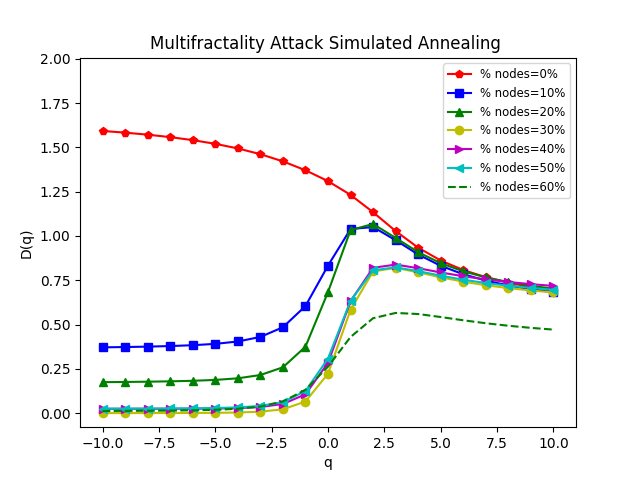 Multifractality Attack Simulated Annealing
2.00
1.75
1.50
1.25
1.00
0.75
0.50
0.25
0.00
D(q)
% nodes=0%
% nodes=10%
% nodes=20%
% nodes=30%
% nodes=40%
% nodes=50%
% nodes=60%
−10.0 −7.5 −5.0 −2.5 0.0 2.5 5.0 7.5 10.0
q